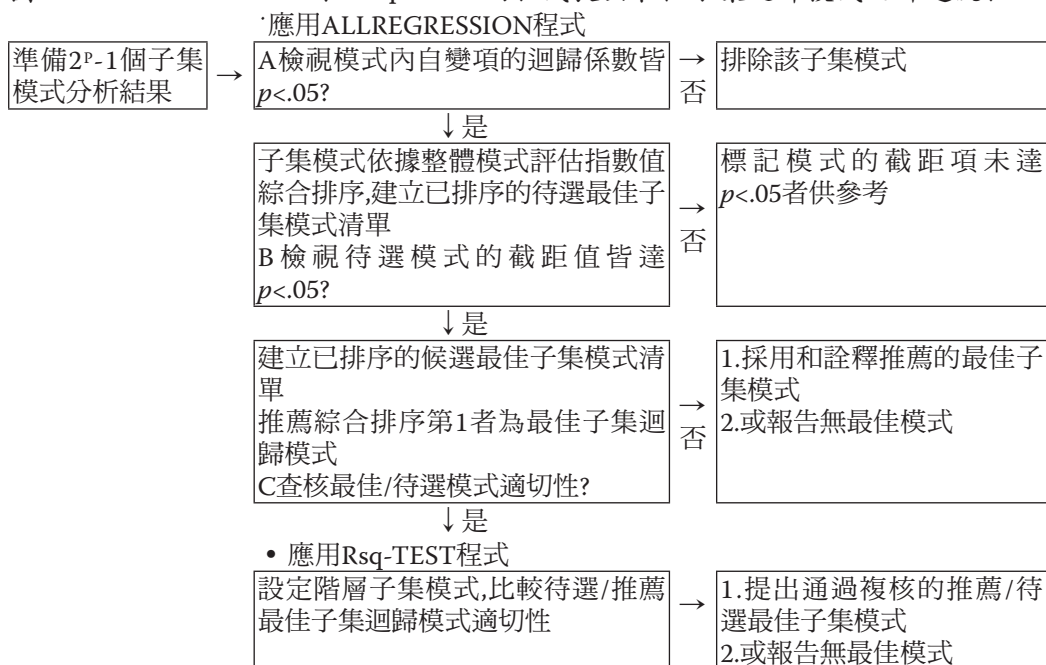 ˙應用ALLREGRESSION程式
準備2ᵖ-1個子集
模式分析結果
→
A檢視模式內自變項的迴歸係數皆
p<.05?
→
否
排除該子集模式
↓是
子集模式依據整體模式評估指數值
綜合排序,建立已排序的待選最佳子
集模式清單
B檢視待選模式的截距值皆達
p<.05?
→
否
標記模式的截距項未達
p<.05者供參考
↓是
建立已排序的候選最佳子集模式清
單
推薦綜合排序第1者為最佳子集迴
歸模式
C查核最佳/待選模式適切性?
→
否
1.採用和詮釋推薦的最佳子
集模式
2.或報告無最佳模式
↓是
• 應用Rsq-TEST程式
設定階層子集模式,比較待選/推薦
最佳子集迴歸模式適切性
→
1.提出通過複核的推薦/待
選最佳子集模式
2.或報告無最佳模式